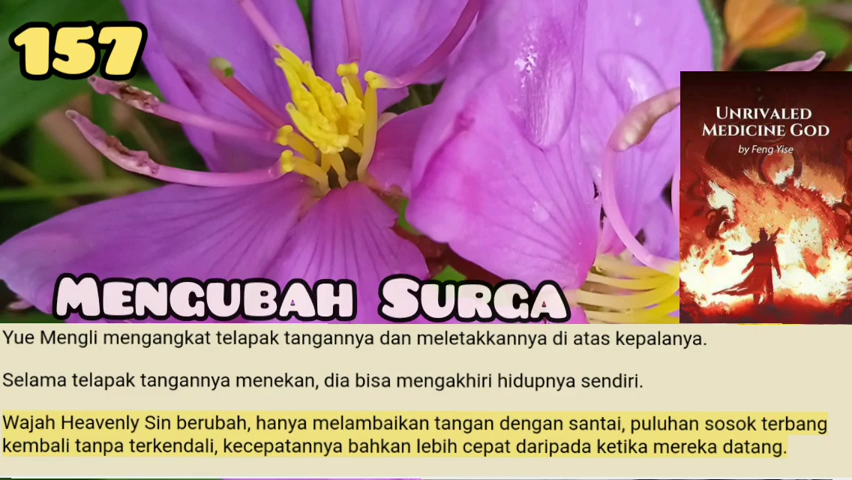 157
UNRIVALED
MEDICINE GOD
by Feng Yise
MENGUBAH SURGA
Yue Mengli mengangkat telapak tangannya dan meletakkannya di atas kepalanya.
Selama telapak tangannya menekan, dia bisa mengakhiri hidupnya sendiri.
Wajah Heavenly Sin berubah, hanya melambaikan tangan dengan santai, puluhan sosok terbang
kembali tanpa terkendali, kecepatannya bahkan lebih cepat daripada ketika mereka datang.